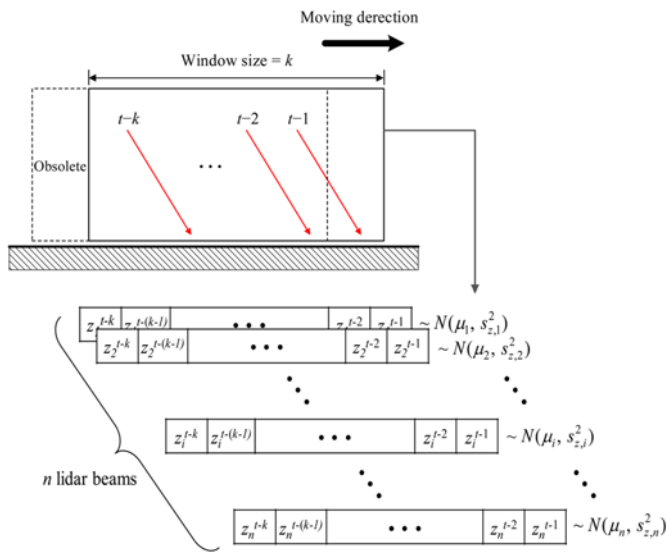 Moving derection
Window size = k
t−k
t−2
t−1
Obsolete
•••
z₁ᵗ⁻ᵏ z₁ᵗ⁻⁽ᵏ⁻¹⁾ ••• z₁ᵗ⁻² z₁ᵗ⁻¹ ~ N(μ₁, s²z,1)
z₂ᵗ⁻ᵏ z₂ᵗ⁻⁽ᵏ⁻¹⁾ ••• z₂ᵗ⁻² z₂ᵗ⁻¹ ~ N(μ₂, s²z,2)
zᵢᵗ⁻ᵏ zᵢᵗ⁻⁽ᵏ⁻¹⁾ ••• zᵢᵗ⁻² zᵢᵗ⁻¹ ~ N(μᵢ, s²z,i)
n lidar beams
zₙᵗ⁻ᵏ zₙᵗ⁻⁽ᵏ⁻¹⁾ ••• zₙᵗ⁻² zₙᵗ⁻¹ ~ N(μₙ, s²z,n)